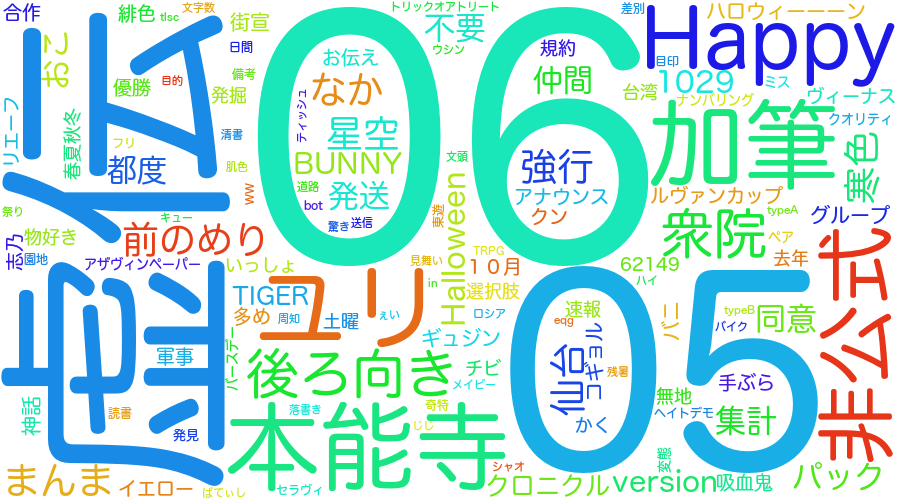 合作
緋色
tlsc
文字数
街宣
日間
トリックオアトリート
不要
ウシン
差別
Happy
ハロウィーーーン
おこ
優勝
備考
発掘
目的
お伝え
なか
規約
仲間
目印
1029
ミス
台湾
ナンバリング
ヴィーナス
クオリティ
リエーフ
春夏秋冬
フリ
清書
ティッシュ
星空
06
加筆
都度
肌色
BUNNY
文頭
強行
寒色
ww
道路
発送
bot
アナウンス
クン
ルヴァンカップ
typeA
グループ
祭り
キュー
驚き
送信
東道
衆院
ペア
志乃
物好き
園地
前のめり
アザヴィンペーパー
見舞い
TRPG
去年
いっしょ
10月
in
62149
ハイ
Halloween
選択肢
TIGER
ユリ
多め
周知
土曜
ぇい
ロシア
速報
eqg
バニ
typeB
バイク
同意
非公式
軍事
バースデー
ギュジン
05
コギョル
後ろ向き
チビ
メイビー
残暑
手ぶら
無地
ヘイトデモ
神話
読書
落書き
奇特
仙台
かく
集計
発見
本能寺
じじ
変態
まんま
イエロー
ばてぃし
セラヴィ
シャオ
クロニクル
version
吸血鬼
パック